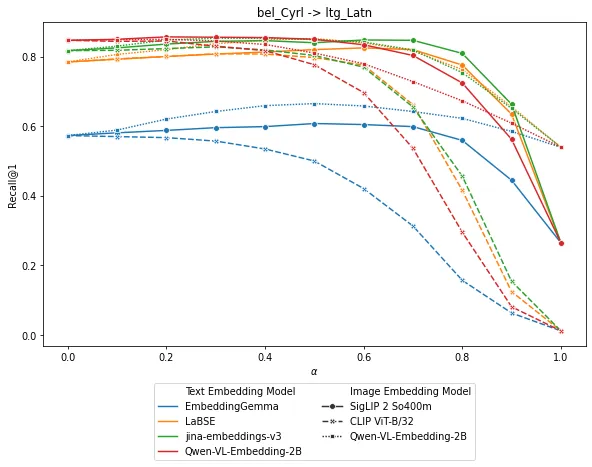 bel_Cyrl -> ltg_Latn
Recall@1
0.8
0.6
0.4
0.2
0.0
0.0 0.2 0.4 0.6 0.8 1.0
α
Text Embedding Model Image Embedding Model
EmbeddingGemma SigLIP 2 So400m
LaBSE CLIP ViT-B/32
jina-embeddings-v3 Qwen-VL-Embedding-2B
Qwen-VL-Embedding-2B